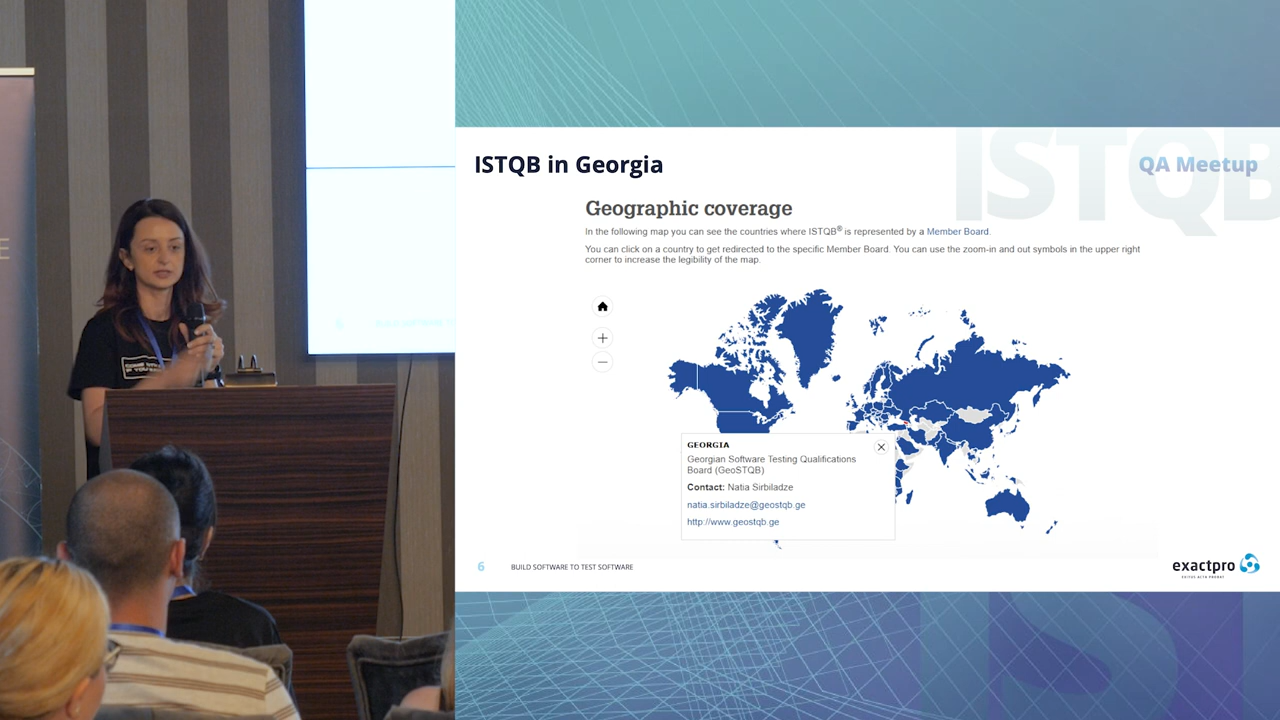 E
ISTQB
ISTQB in Georgia
QA Meetup
Geographic coverage
In the following map you can see the countries where ISTQB® is represented by a Member Board.
You can click on a country to get redirected to the specific Member Board. You can use the zoom-in and out symbols in the upper right
corner to increase the legibility of the map.
GEORGIA
Georgian Software Testing Qualifications
Board (GeoSTQB)
Contact: Natia Sirbiladze
natia.sirbiladze@geostqb.ge
http://www.geostqb.ge
6
BUILD SOFTWARE TO TEST SOFTWARE
exactpro